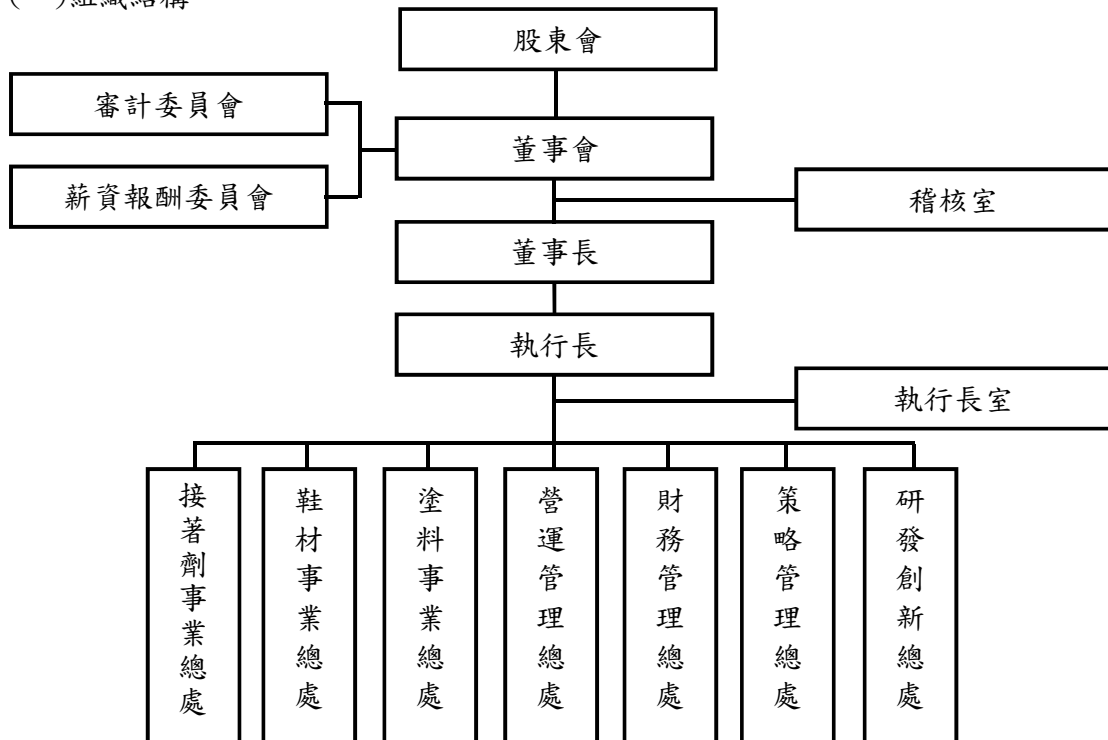 組織結構
股東會
審計委員會
董事會
薪資報酬委員會
稽核室
董事長
執行長
執行長室
接著劑事業總處
鞋材事業總處
塗料事業總處
營運管理總處
財務管理總處
策略管理總處
研發創新總處